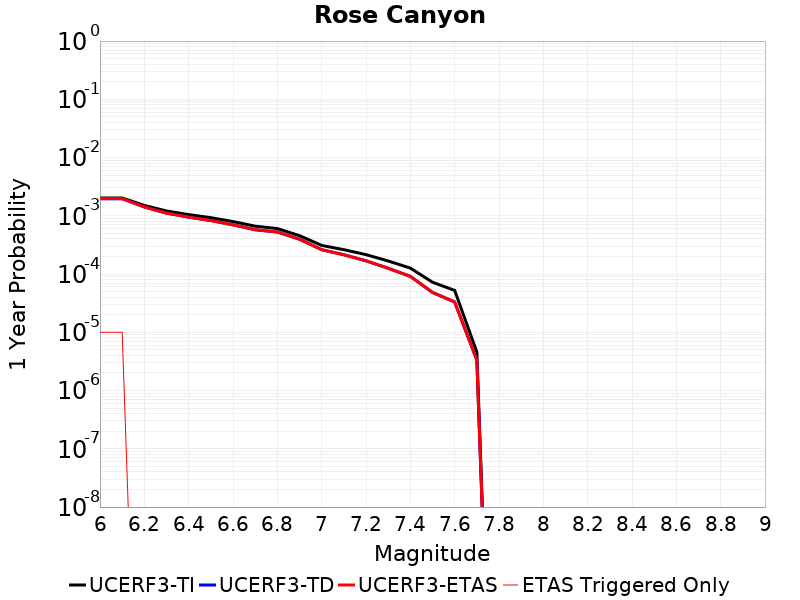 Rose Canyon
10^0
10^-1
10^-2
10^-3
10^-4
10^-5
10^-6
10^-7
10^-8
1 Year Probability
6 6.2 6.4 6.6 6.8 7 7.2 7.4 7.6 7.8 8 8.2 8.4 8.6 8.8 9
Magnitude
UCERF3-TI UCERF3-TD UCERF3-ETAS ETAS Triggered Only